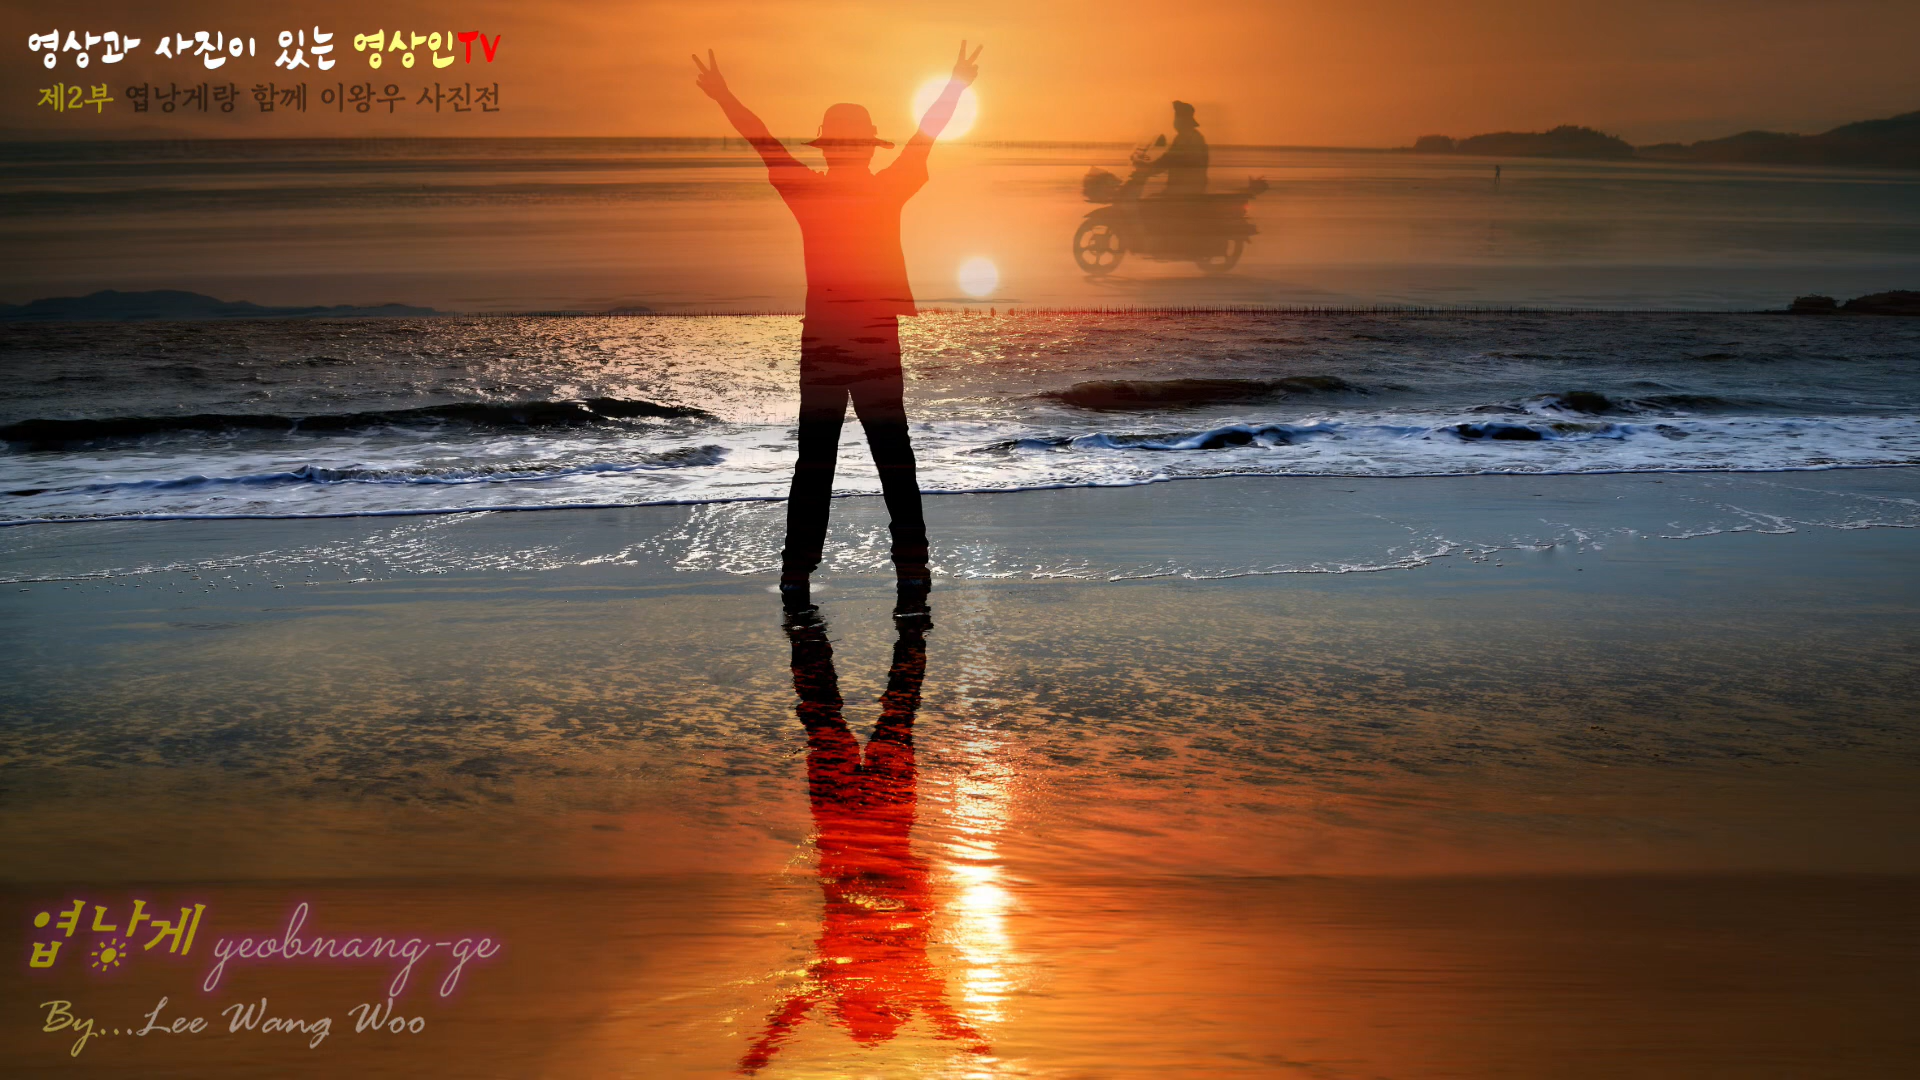 영상과 사진이 있는 영상인TV
제2부 엽낭게랑 함께 이왕우 사진전
엽낭게 yeobnang-ge
By...Lee Wang Woo